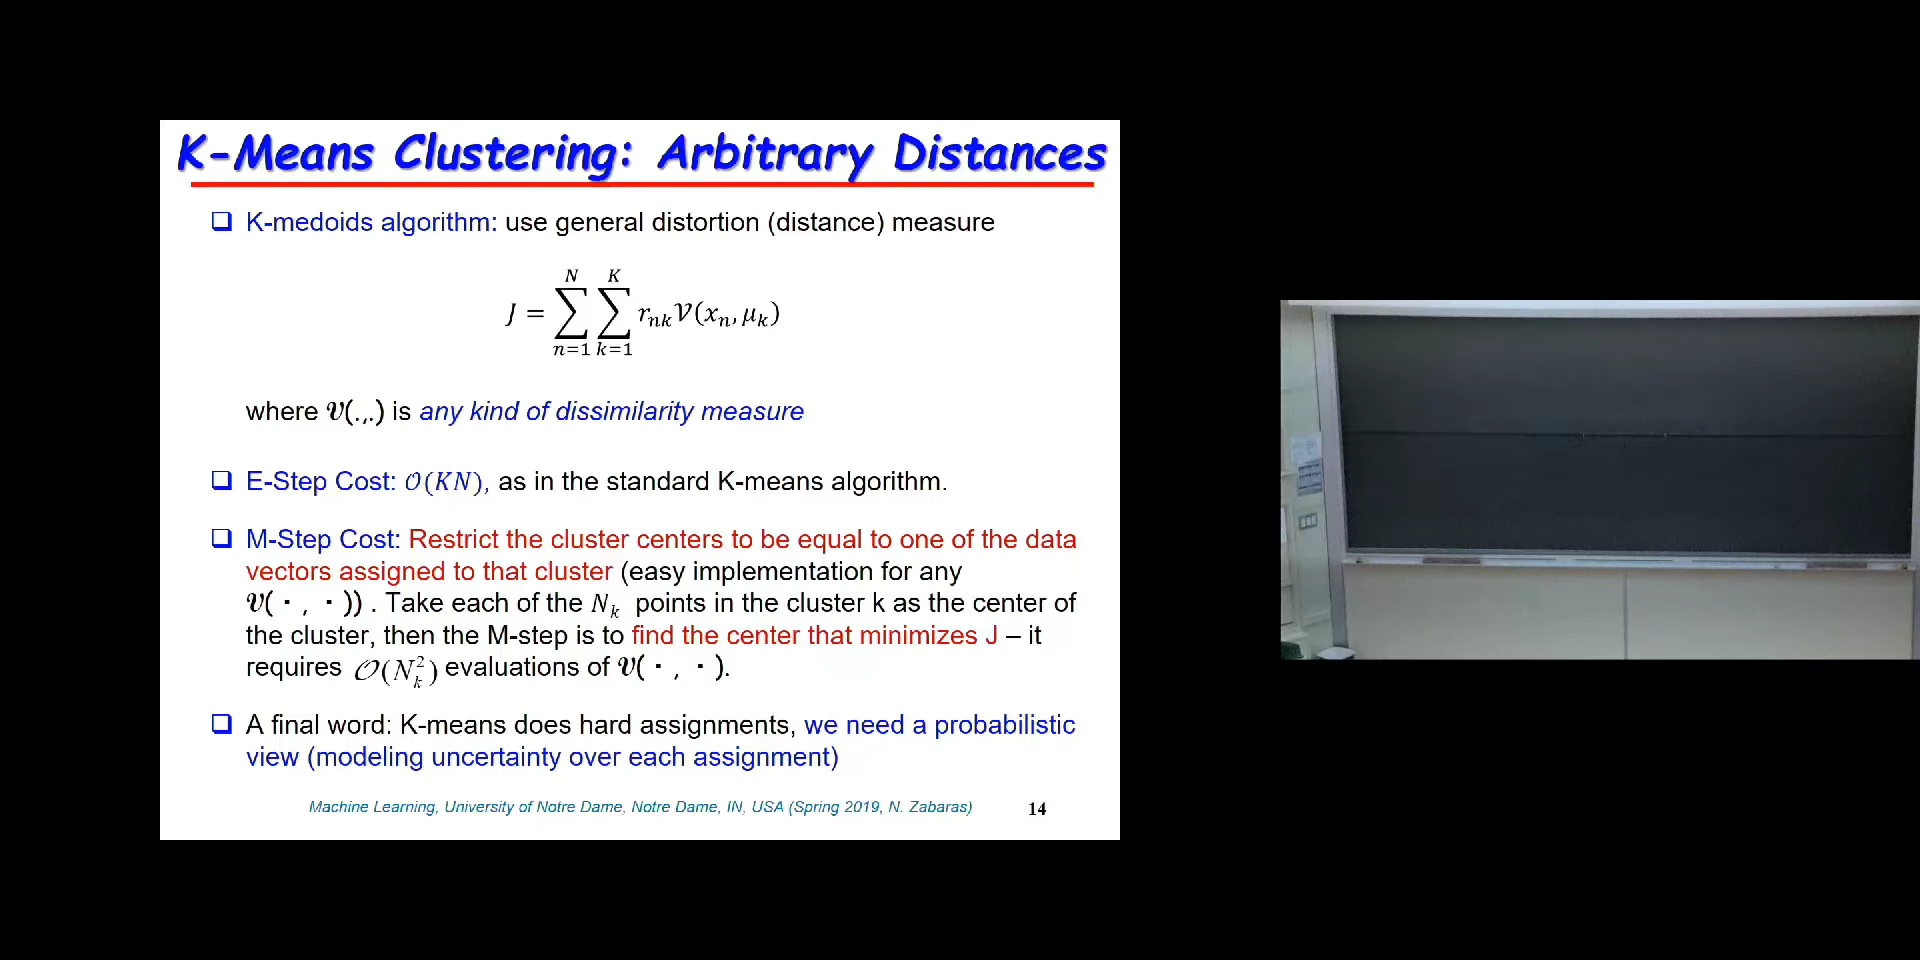 K-Means Clustering: Arbitrary Distances
❑ K-medoids algorithm: use general distortion (distance) measure
J = \sum_{n=1}^{N} \sum_{k=1}^{K} r_{nk} 𝒱(x_n, μ_k)
where 𝒱(.,.) is any kind of dissimilarity measure
❑ E-Step Cost: 𝒪(KN), as in the standard K-means algorithm.
❑ M-Step Cost: Restrict the cluster centers to be equal to one of the data
vectors assigned to that cluster (easy implementation for any
𝒱(· , ·)) . Take each of the N_k points in the cluster k as the center of
the cluster, then the M-step is to find the center that minimizes J – it
requires 𝒪(N_k^2) evaluations of 𝒱(· , ·).
❑ A final word: K-means does hard assignments, we need a probabilistic
view (modeling uncertainty over each assignment)
Machine Learning, University of Notre Dame, Notre Dame, IN, USA (Spring 2019, N. Zabaras)
14